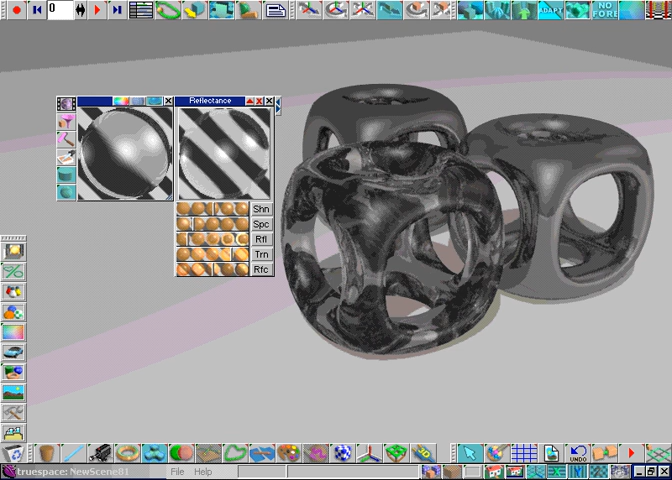 0
ADAPT
NO
FORE
Reflectance
Shn
Spc
Rfl
Trn
Rfc
UNDO
truespace: NewScene81
File Help